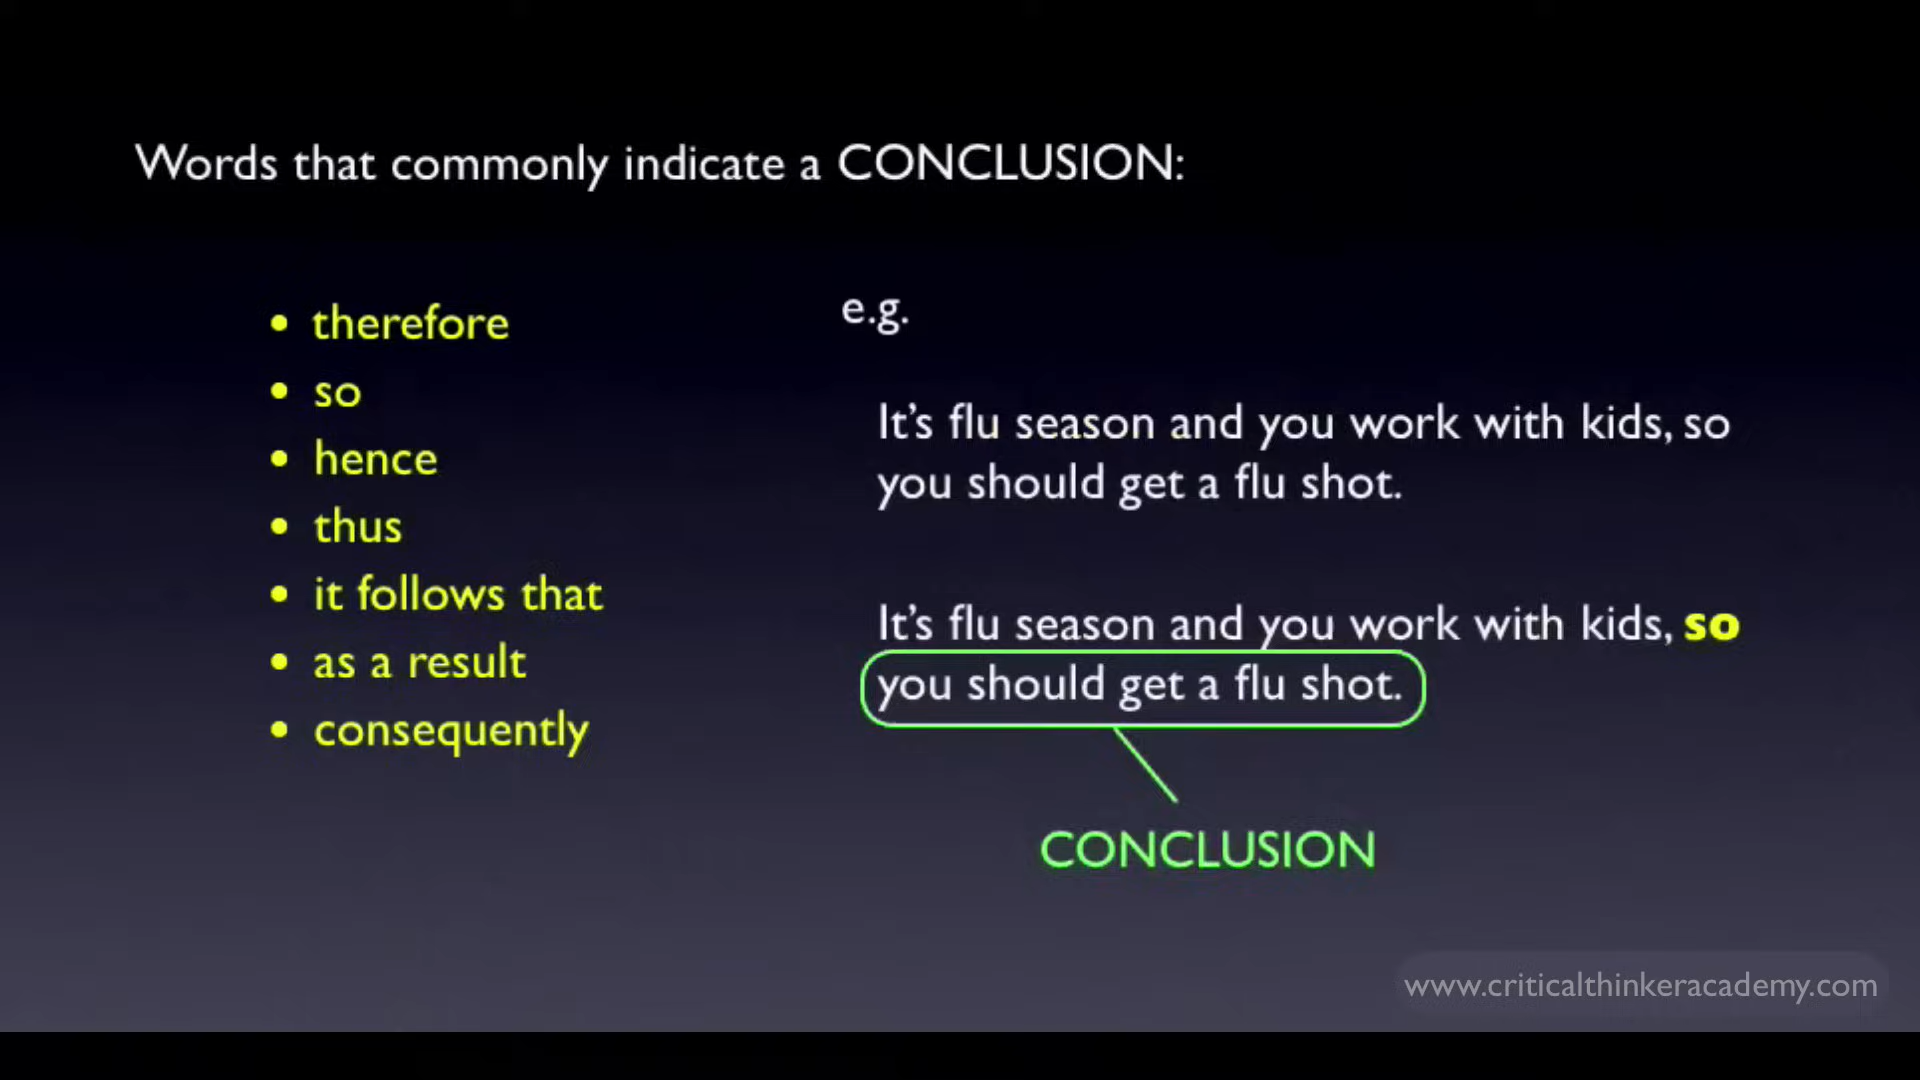 Words that commonly indicate a CONCLUSION:
• therefore
• so
• hence
• thus
• it follows that
• as a result
• consequently
e.g.
It's flu season and you work with kids, so
you should get a flu shot.
It's flu season and you work with kids, so
you should get a flu shot.
CONCLUSION
www.criticalthinkeracademy.com